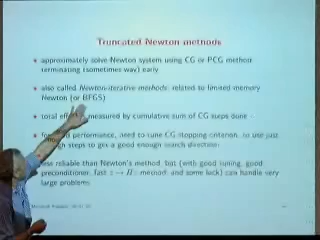 Truncated Newton methods
approximately solve Newton system using CG or PCG method,
terminating (sometimes way) early
also called Newton-iterative methods; related to limited memory
Newton (or BFGS)
total effort measured by cumulative sum of CG steps done
for performance, need to tune CG stopping criterion, to use just
steps to get a good enough search direction
less reliable than Newton's method, but (with good tuning, good
preconditioner, fast z → Hz method, and some luck) can handle very
large problems